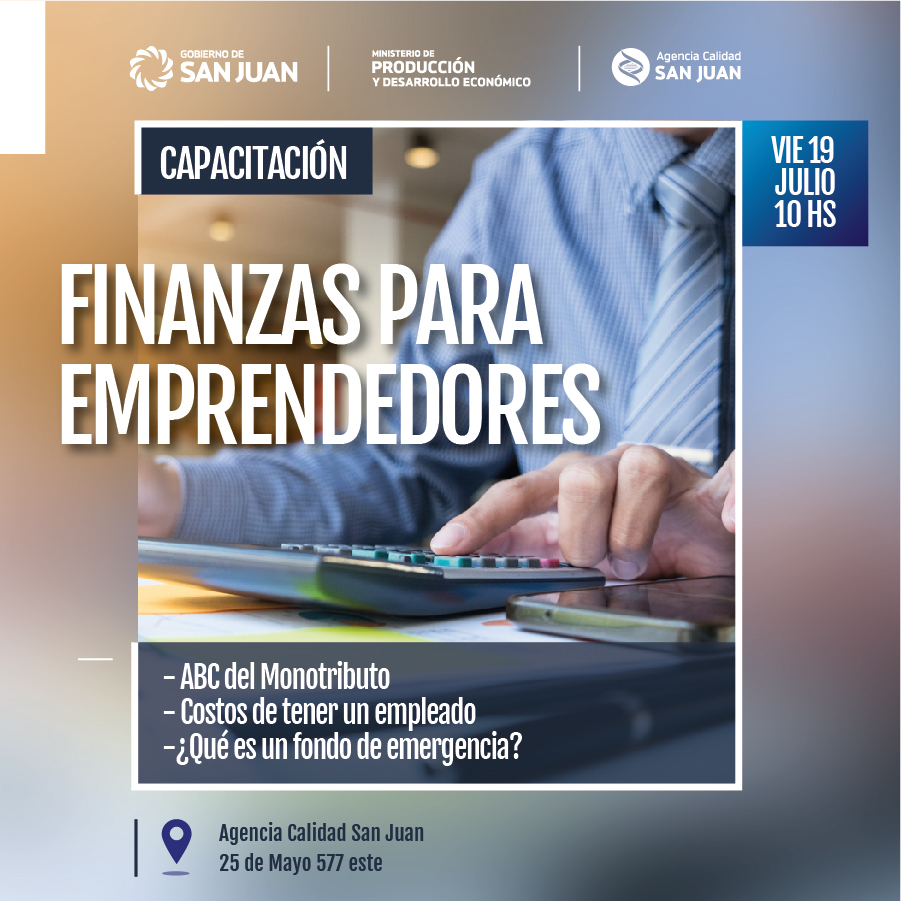 GOBIERNO DE
SAN JUAN
MINISTERIO DE
PRODUCCIÓN
Y DESARROLLO ECONÓMICO
Agencia Calidad
SAN JUAN
CAPACITACIÓN
VIE 19
JULIO
10 HS
FINANZAS PARA
EMPRENDEDORES
- ABC del Monotributo
- Costos de tener un empleado
-¿Qué es un fondo de emergencia?
Agencia Calidad San Juan
25 de Mayo 577 este